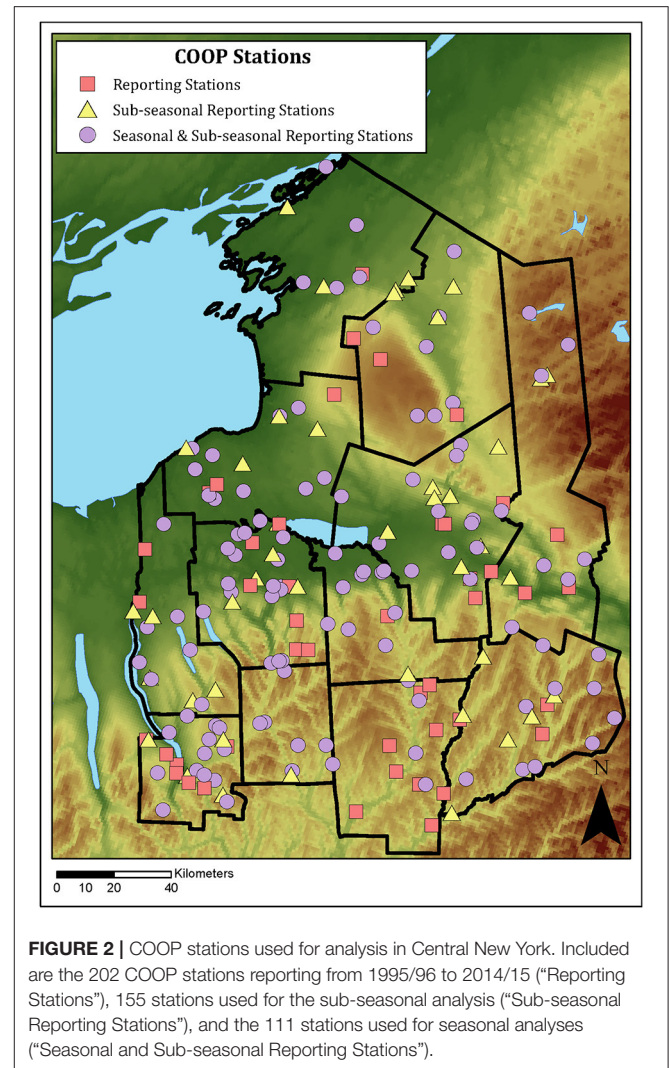 COOP Stations
Reporting Stations
Sub-seasonal Reporting Stations
Seasonal & Sub-seasonal Reporting Stations
N
Kilometers
0 10 20 40
FIGURE 2 | COOP stations used for analysis in Central New York. Included
are the 202 COOP stations reporting from 1995/96 to 2014/15 (“Reporting
Stations”), 155 stations used for the sub-seasonal analysis (“Sub-seasonal
Reporting Stations”), and the 111 stations used for seasonal analyses
(“Seasonal and Sub-seasonal Reporting Stations”).